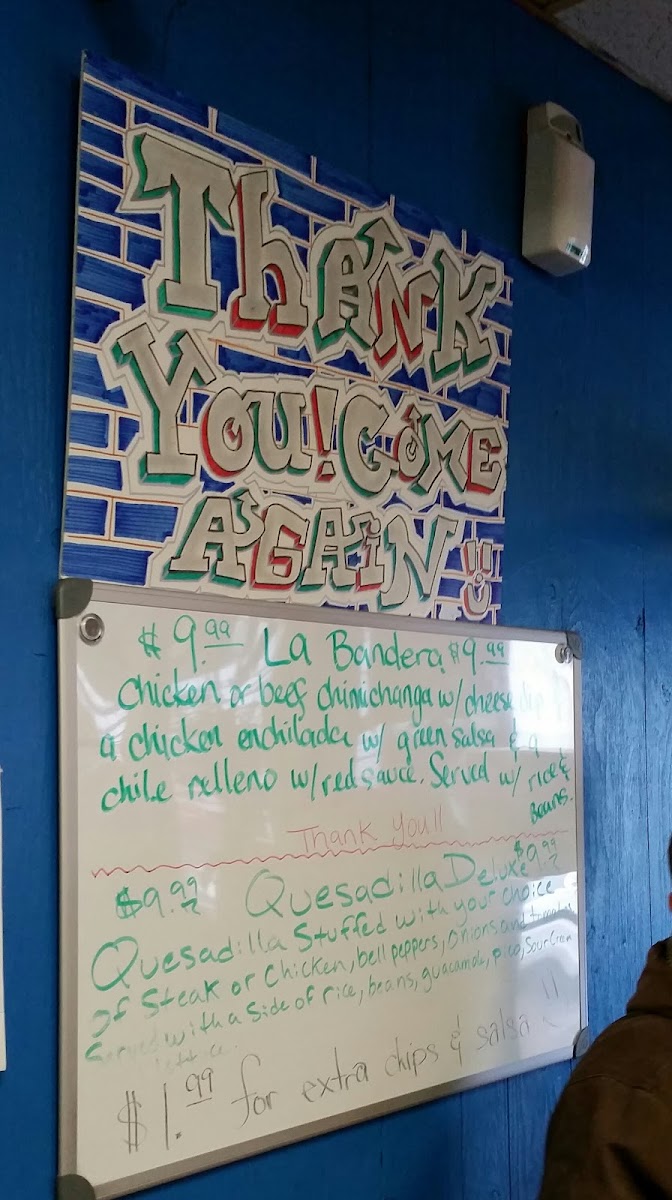 Thank
You! Come
Again!!
$9.99 La Bandera $9.99
Chicken or beef chimichanga w/ cheese dip
a chicken enchilada w/ green salsa & a
chile relleno w/ red sauce. Served w/ rice &
Beans.
Thank You!!
$9.99 Quesadilla Deluxe $9.99
Quesadilla Stuffed with your choice
of Steak or Chicken, bell peppers, onions and tomatoes
Served with a side of rice, beans, guacamole, pico, Sour Cream
lettuce.
$1.99 for extra chips & salsa !!